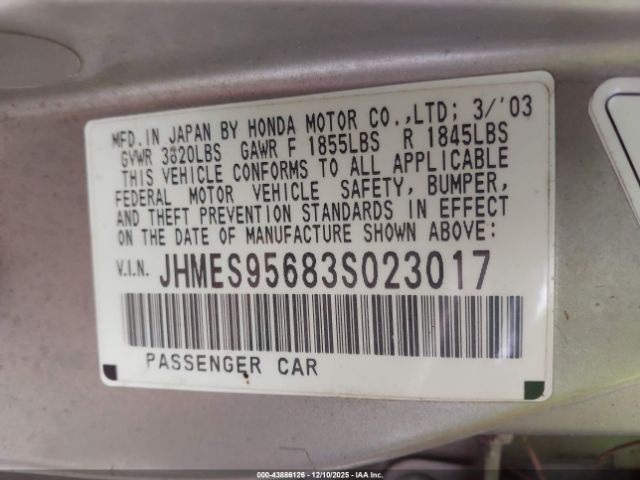 MFD. IN JAPAN BY HONDA MOTOR CO.,LTD; 3/'03
GVWR 3820LBS GAWR F 1855LBS R 1845LBS
THIS VEHICLE CONFORMS TO ALL APPLICABLE
FEDERAL MOTOR VEHICLE SAFETY, BUMPER,
AND THEFT PREVENTION STANDARDS IN EFFECT
ON THE DATE OF MANUFACTURE SHOWN ABOVE:
V.I.N. JHMES95683S023017
PASSENGER CAR
000-43886126 - 12/10/2025 - IAA Inc.